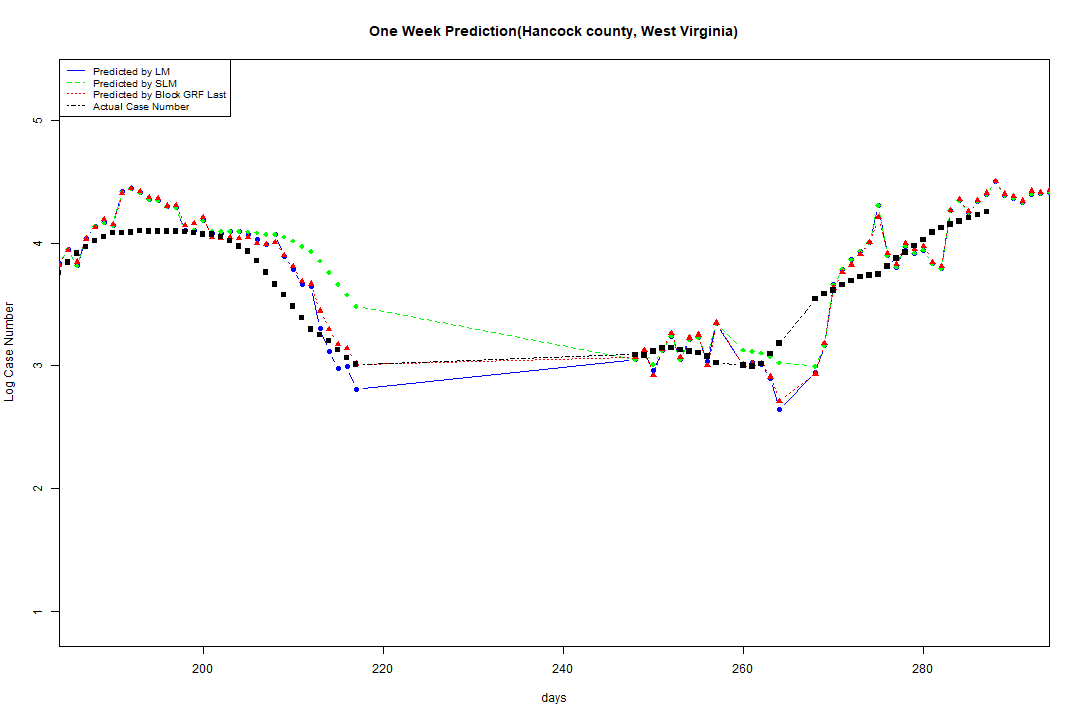 One Week Prediction(Hancock county, West Virginia)
Predicted by LM
Predicted by SLM
Predicted by Block GRF Last
Actual Case Number
5
4
3
2
1
Log Case Number
200
220
240
260
280
days